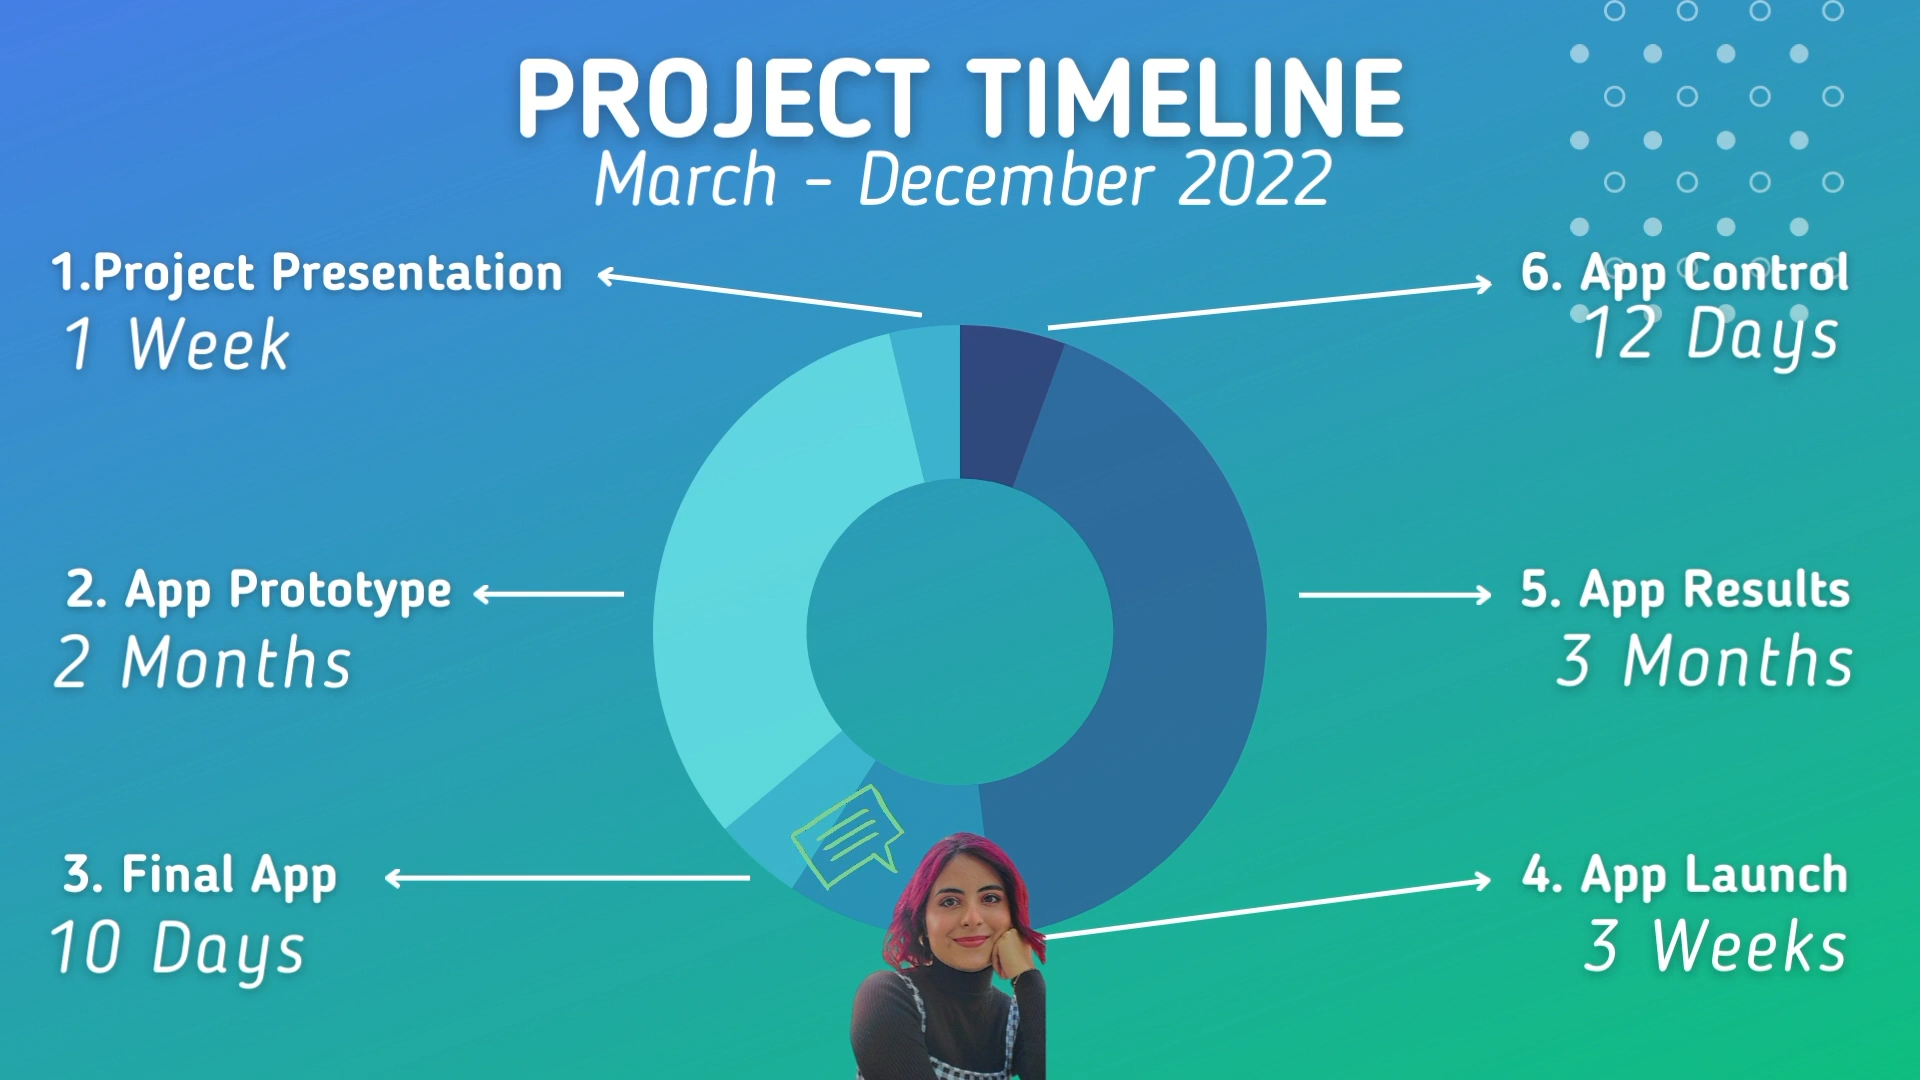 PROJECT TIMELINE
March - December 2022
1.Project Presentation
1 Week
2. App Prototype
2 Months
3. Final App
10 Days
6. App Control
12 Days
5. App Results
3 Months
4. App Launch
3 Weeks